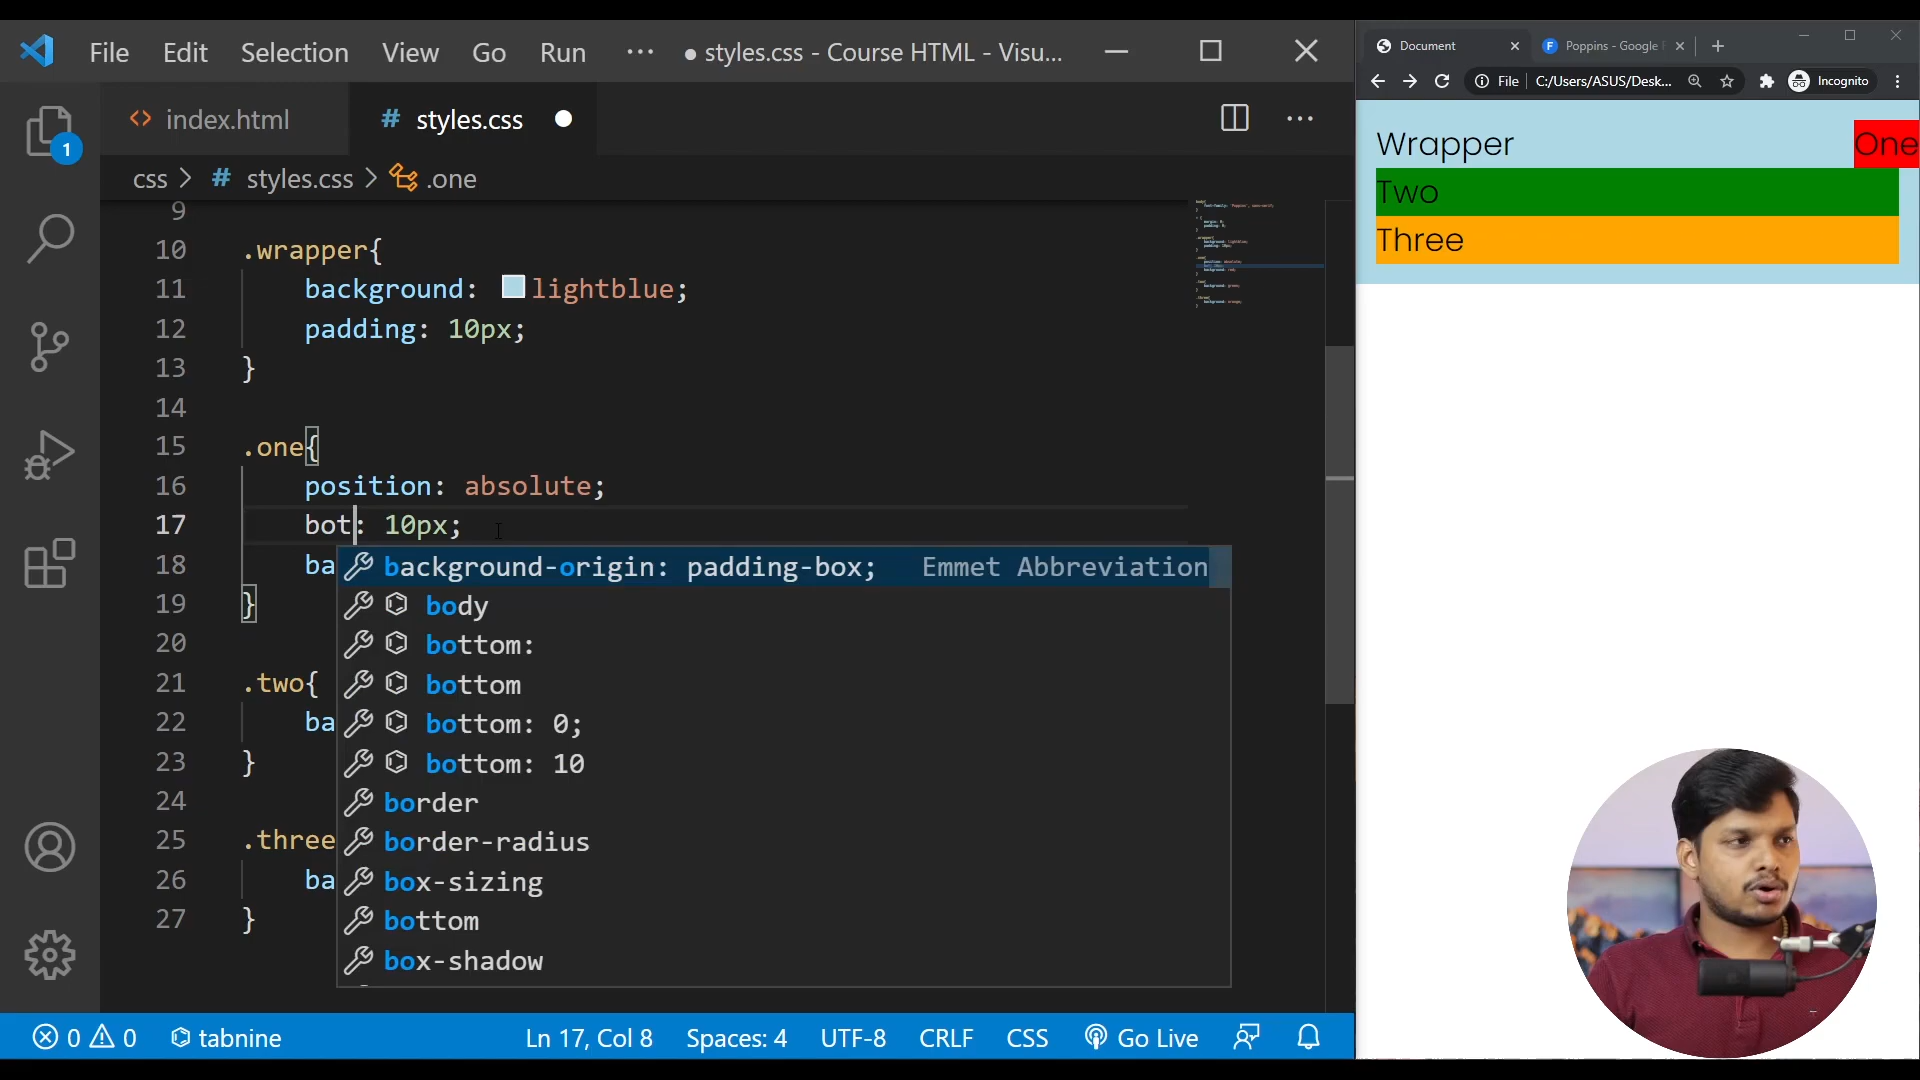 File Edit Selection View Go Run ··· ● styles.css - Course HTML - Visu...
<> index.html # styles.css ●
css > # styles.css > .one
1
9
10 .wrapper{
11 background: lightblue;
12 padding: 10px;
13 }
14
15 .one{
16 position: absolute;
17 bot: 10px;
18 ba
19 }
20
21 .two{
22 ba
23 }
24
25 .three
26 ba
27 }
background-origin: padding-box; Emmet Abbreviation
body
bottom:
bottom
bottom: 0;
bottom: 10
border
border-radius
box-sizing
bottom
box-shadow
0 0 tabnine Ln 17, Col 8 Spaces: 4 UTF-8 CRLF CSS Go Live
Document Poppins - Google
File C:/Users/ASUS/Desk... Incognito
Wrapper One
Two
Three